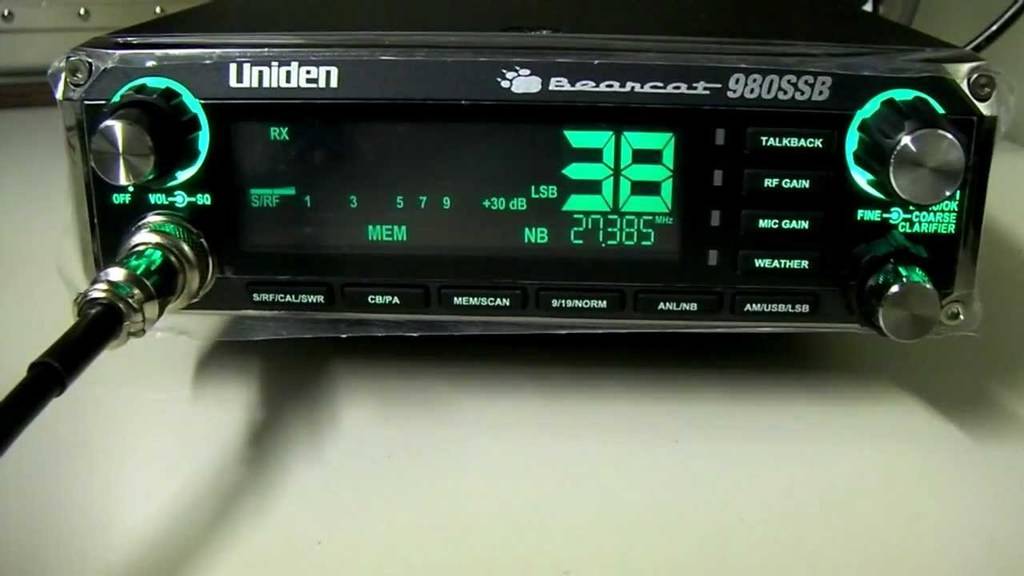 Uniden
Bearcat 980SSB
RX
38
LSB
S/RF 1 3 5 7 9 +30 dB
MEM
NB
27.385 MHz
TALKBACK
RF GAIN
MIC GAIN
WEATHER
OFF VOL SQ
FINE COARSE
CLARIFIER
S/RF/CAL/SWR
CB/PA
MEM/SCAN
9/19/NORM
ANL/NB
AM/USB/LSB